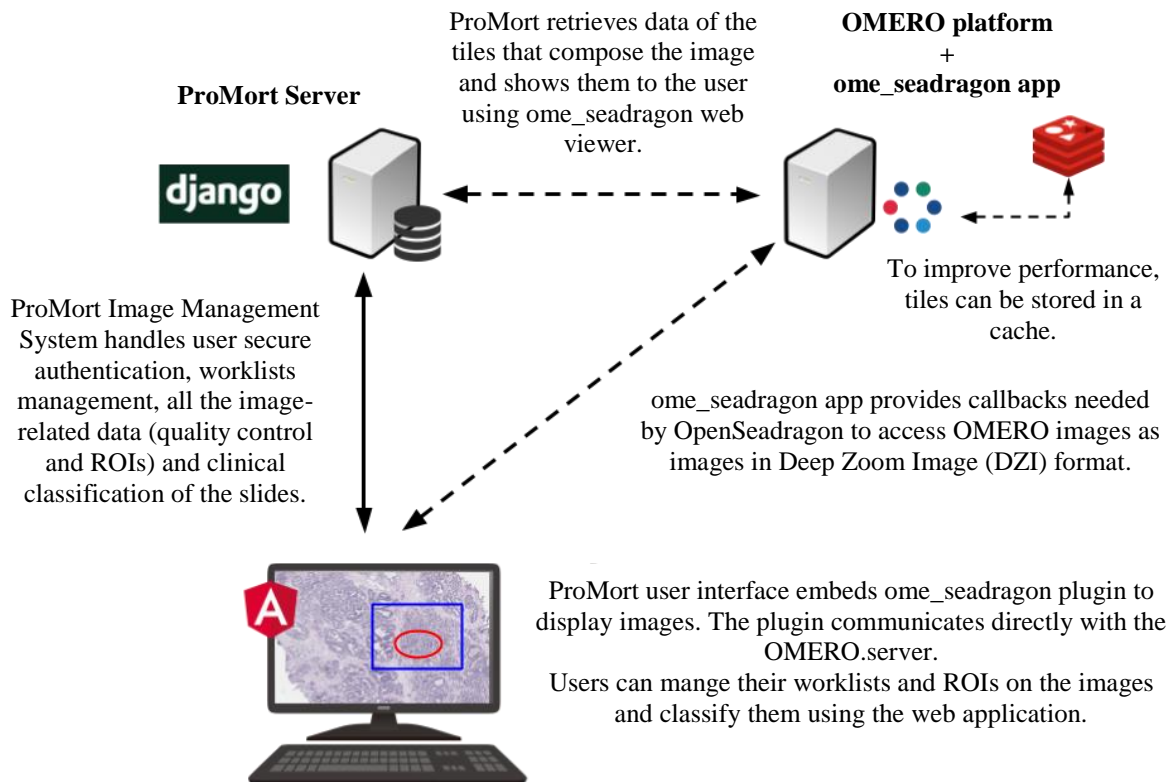 ProMort retrieves data of the
tiles that compose the image
and shows them to the user
using ome_seadragon web
viewer.
OMERO platform
+
ome_seadragon app
ProMort Server
django
To improve performance,
tiles can be stored in a
cache.
ProMort Image Management
System handles user secure
authentication, worklists
management, all the image-
related data (quality control
and ROIs) and clinical
classification of the slides.
ome_seadragon app provides callbacks needed
by OpenSeadragon to access OMERO images as
images in Deep Zoom Image (DZI) format.
A
ProMort user interface embeds ome_seadragon plugin to
display images. The plugin communicates directly with the
OMERO.server.
Users can mange their worklists and ROIs on the images
and classify them using the web application.